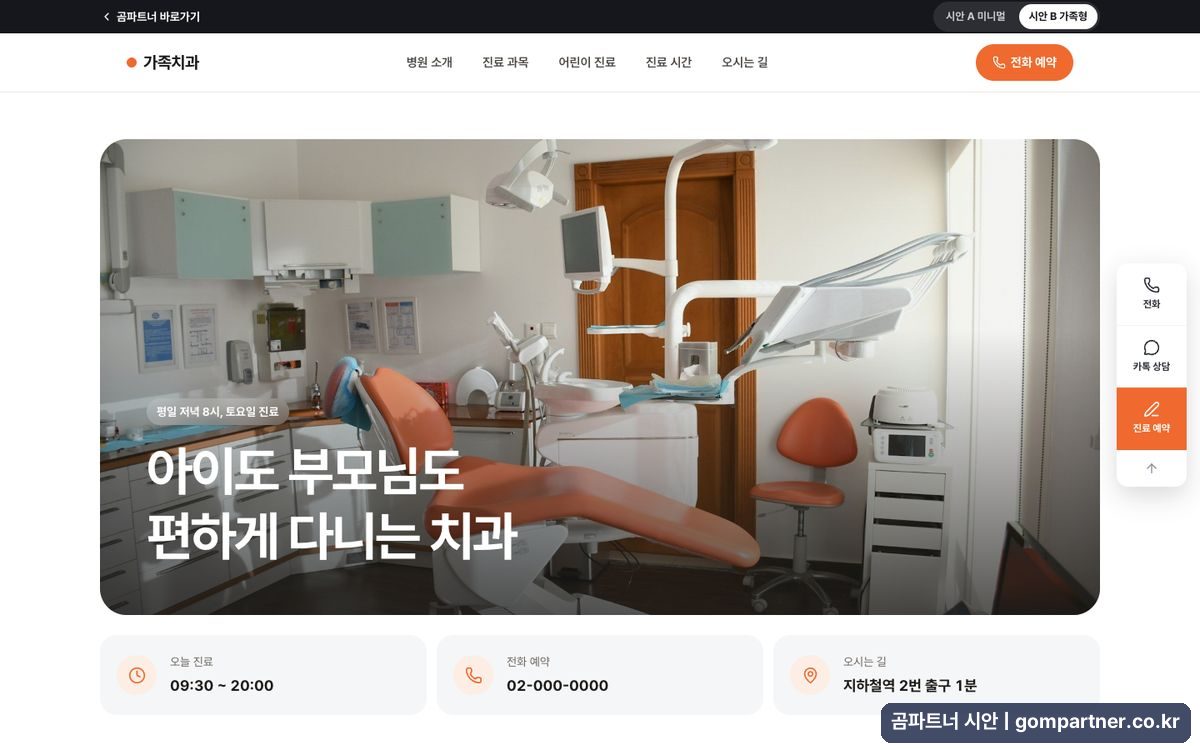 곰파트너 바로가기
시안 A 미니멀
시안 B 가족형
가족치과
병원 소개
진료 과목
어린이 진료
진료 시간
오시는 길
전화 예약
전화
카톡 상담
진료 예약
평일 저녁 8시, 토요일 진료
아이도 부모님도
편하게 다니는 치과
오늘 진료
09:30 ~ 20:00
전화 예약
02-000-0000
오시는 길
지하철역 2번 출구 1분
곰파트너 시안 | gompartner.co.kr